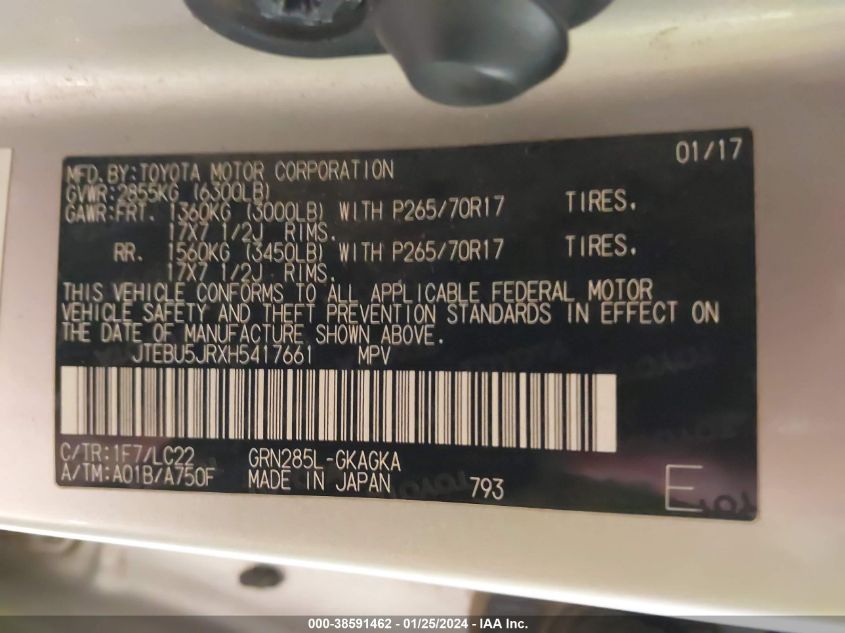 01/17
MFD.BY:TOYOTA MOTOR CORPORATION
GVWR:2855KG (6300LB)
GAWR:FRT. 1360KG (3000LB) WITH P265/70R17 TIRES.
17X7 1/2J RIMS.
RR. 1560KG (3450LB) WITH P265/70R17 TIRES.
17X7 1/2J RIMS.
THIS VEHICLE CONFORMS TO ALL APPLICABLE FEDERAL MOTOR
VEHICLE SAFETY AND THEFT PREVENTION STANDARDS IN EFFECT ON
THE DATE OF MANUFACTURE SHOWN ABOVE.
JTEBU5JRXH5417661 MPV
C/TR:1F7/LC22 GRN285L-GKAGKA
A/TM:A01B/A750F MADE IN JAPAN 793
E
000-38591462 - 01/25/2024 - IAA Inc.